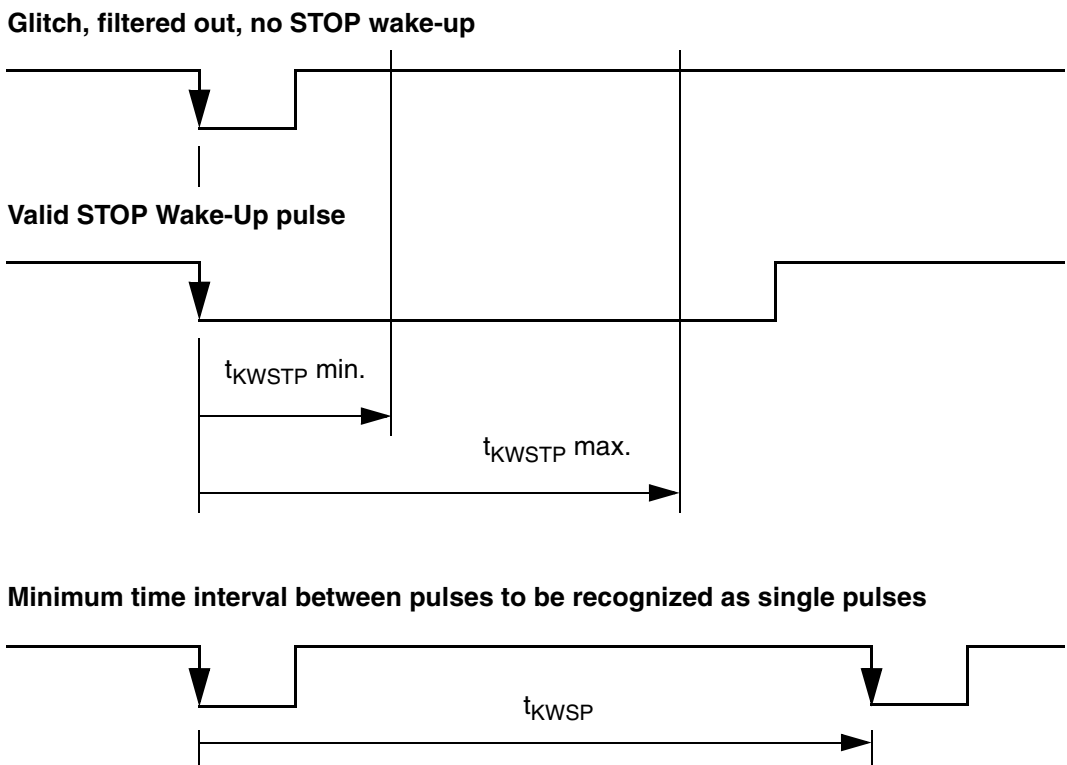 Glitch, filtered out, no STOP wake-up
Valid STOP Wake-Up pulse
tKWSTP min.
tKWSTP max.
Minimum time interval between pulses to be recognized as single pulses
tKWSP